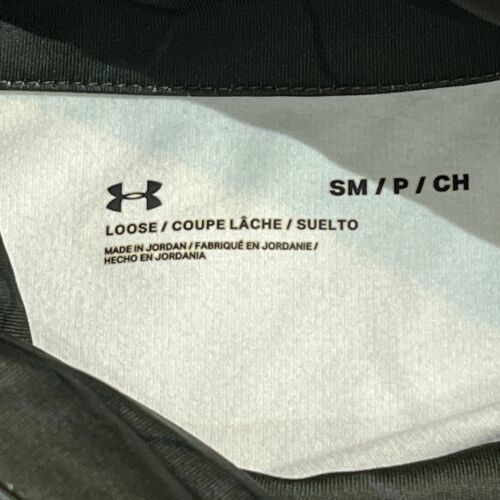 SM / P / CH
LOOSE / COUPE LÂCHE / SUELTO
MADE IN JORDAN / FABRIQUÉ EN JORDANIE /
HECHO EN JORDANIA